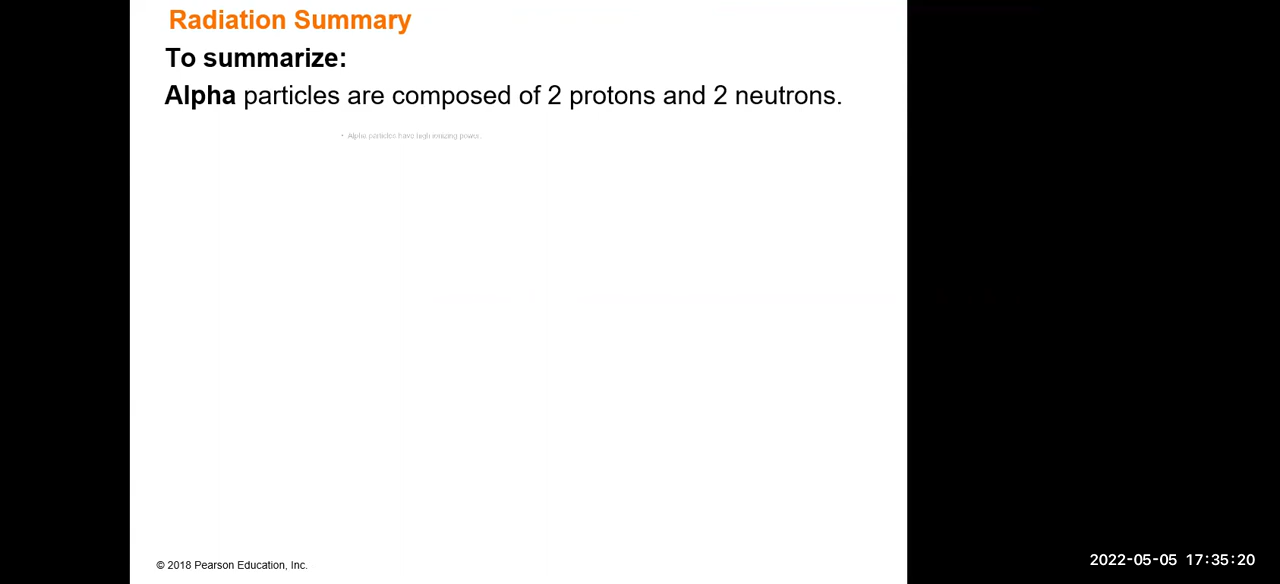 Radiation Summary
To summarize:
Alpha particles are composed of 2 protons and 2 neutrons.
• Alpha particles have high ionizing power.
© 2018 Pearson Education, Inc.
2022-05-05 17:35:20